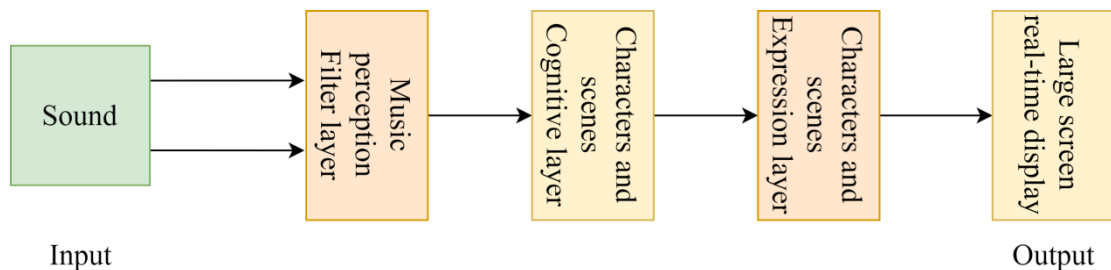 Sound
Music
perception
Filter layer
Characters and
scenes
Cognitive layer
Characters and
scenes
Expression layer
Large screen
real-time display
Input
Output